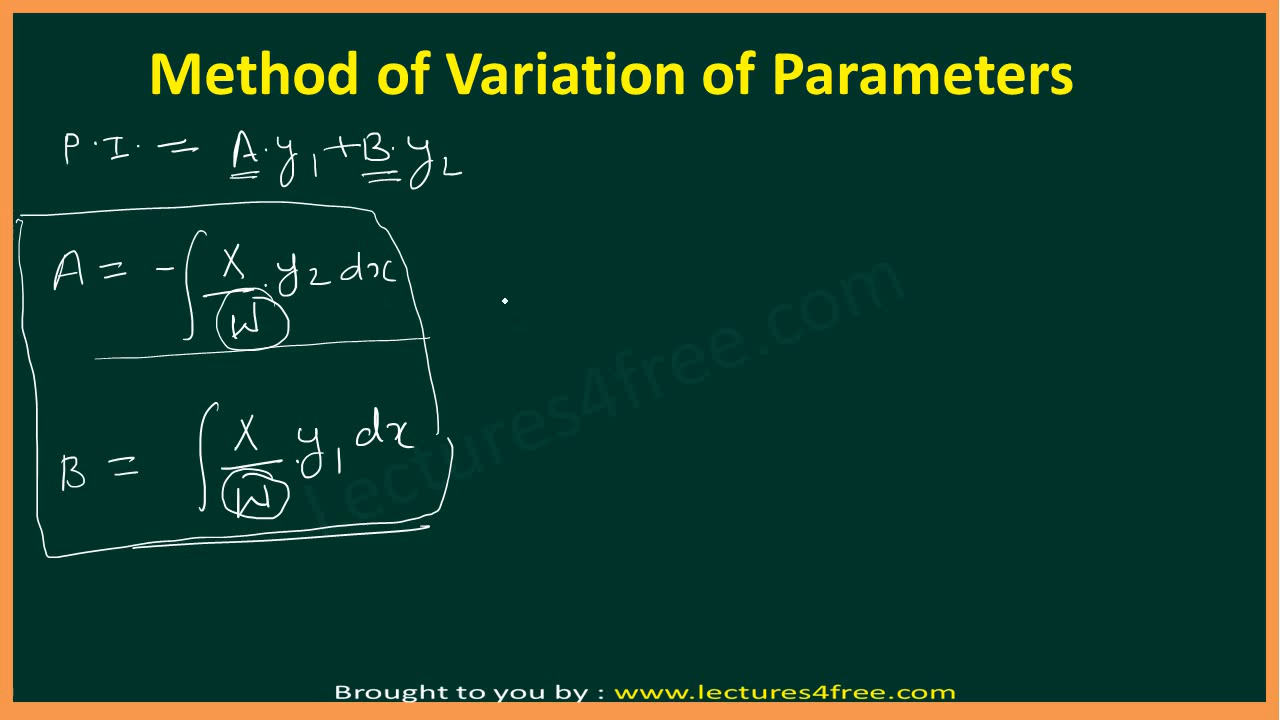 Method of Variation of Parameters
P.I. = A.y₁+B.y₂
A = -∫ X/W . y₂ dx
B = ∫ X/W . y₁ dx
Lectures4free.com
Brought to you by : www.lectures4free.com